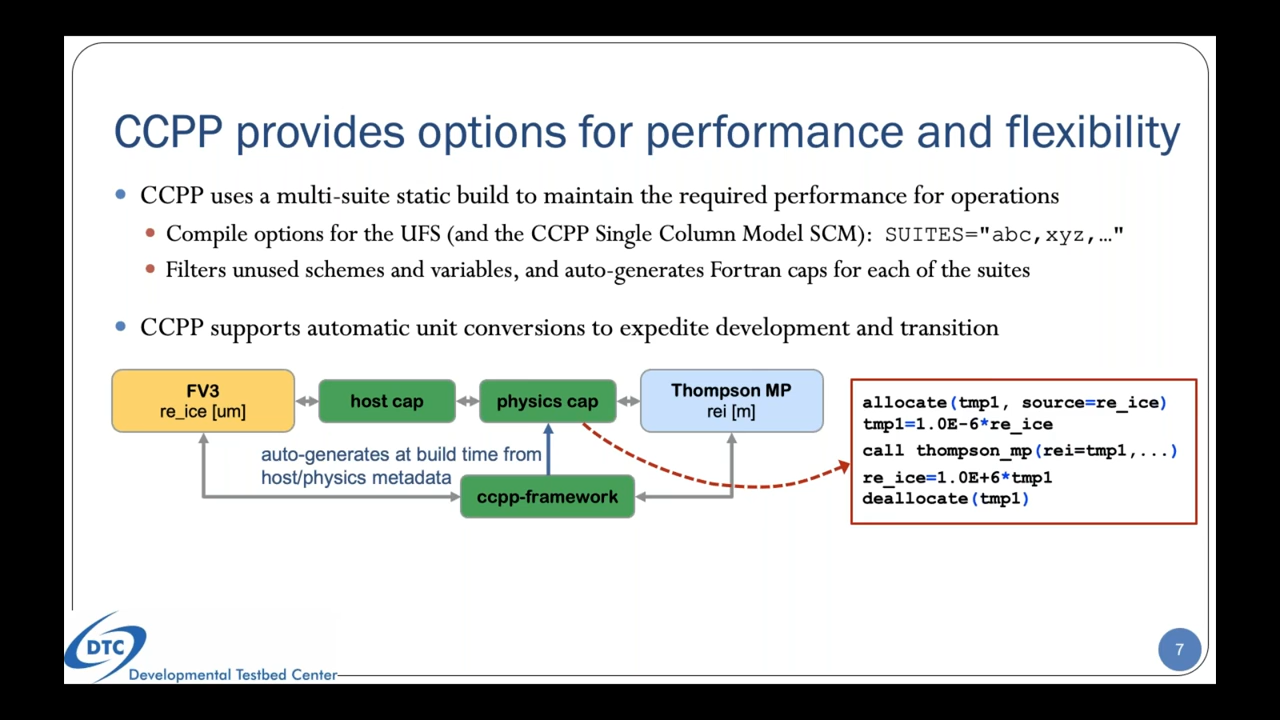 CCPP provides options for performance and flexibility
CCPP uses a multi-suite static build to maintain the required performance for operations
Compile options for the UFS (and the CCPP Single Column Model SCM): SUITES="abc,xyz,…"
Filters unused schemes and variables, and auto-generates Fortran caps for each of the suites
CCPP supports automatic unit conversions to expedite development and transition
FV3
re_ice [um]
host cap
physics cap
Thompson MP
rei [m]
auto-generates at build time from
host/physics metadata
ccpp-framework
allocate(tmp1, source=re_ice)
tmp1=1.0E-6*re_ice
call thompson_mp(rei=tmp1,...)
re_ice=1.0E+6*tmp1
deallocate(tmp1)
DTC
Developmental Testbed Center
7